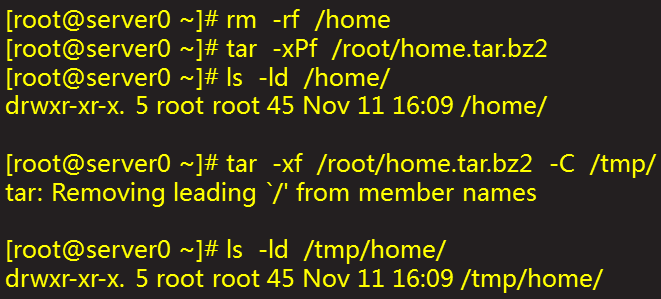 [root@server0 ~]# rm -rf /home
[root@server0 ~]# tar -xPf /root/home.tar.bz2
[root@server0 ~]# ls -ld /home/
drwxr-xr-x. 5 root root 45 Nov 11 16:09 /home/
[root@server0 ~]# tar -xf /root/home.tar.bz2 -C /tmp/
tar: Removing leading `/' from member names
[root@server0 ~]# ls -ld /tmp/home/
drwxr-xr-x. 5 root root 45 Nov 11 16:09 /tmp/home/